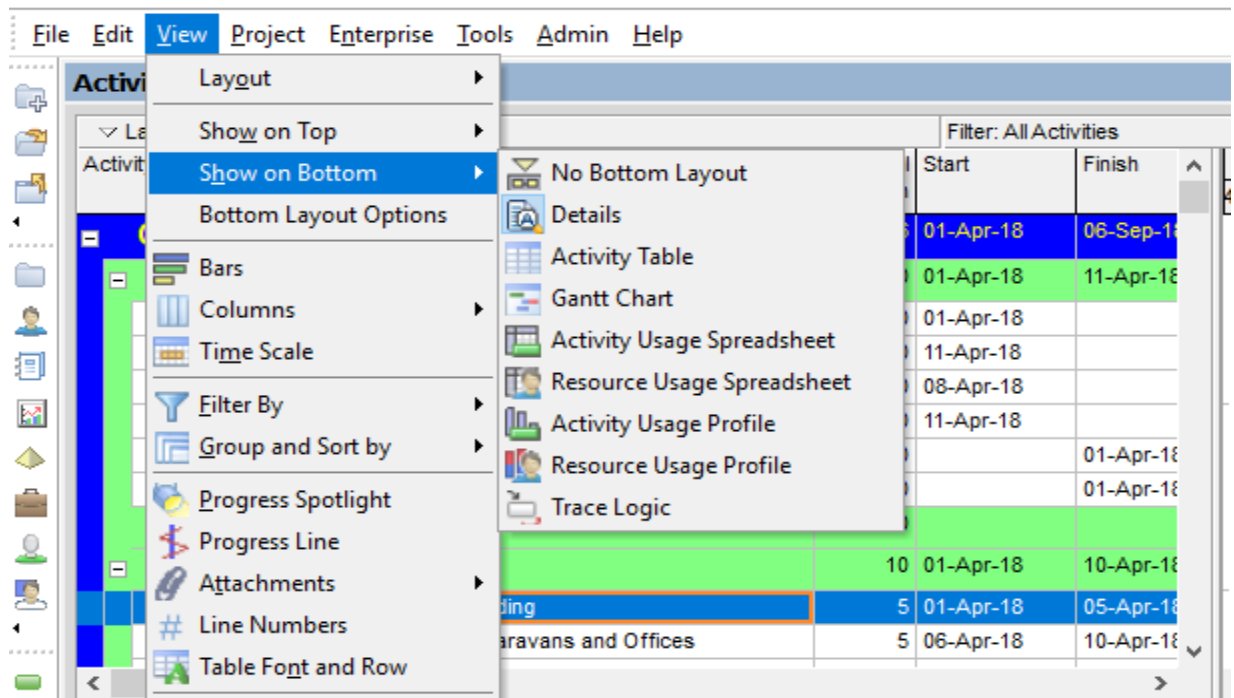 File Edit View Project Enterprise Tools Admin Help
Activi
Layout
La
Show on Top
Filter: All Activities
Activit
Show on Bottom
No Bottom Layout
Start
Finish
Bottom Layout Options
Details
01-Apr-18
06-Sep-18
Bars
Activity Table
01-Apr-18
11-Apr-18
Columns
Gantt Chart
01-Apr-18
Time Scale
Activity Usage Spreadsheet
11-Apr-18
Resource Usage Spreadsheet
08-Apr-18
Filter By
Activity Usage Profile
11-Apr-18
Group and Sort by
Resource Usage Profile
01-Apr-18
Progress Spotlight
Trace Logic
01-Apr-18
Progress Line
Attachments
10 01-Apr-18 10-Apr-18
Line Numbers
ding 5 01-Apr-18 05-Apr-18
aravans and Offices 5 06-Apr-18 10-Apr-18
Table Font and Row